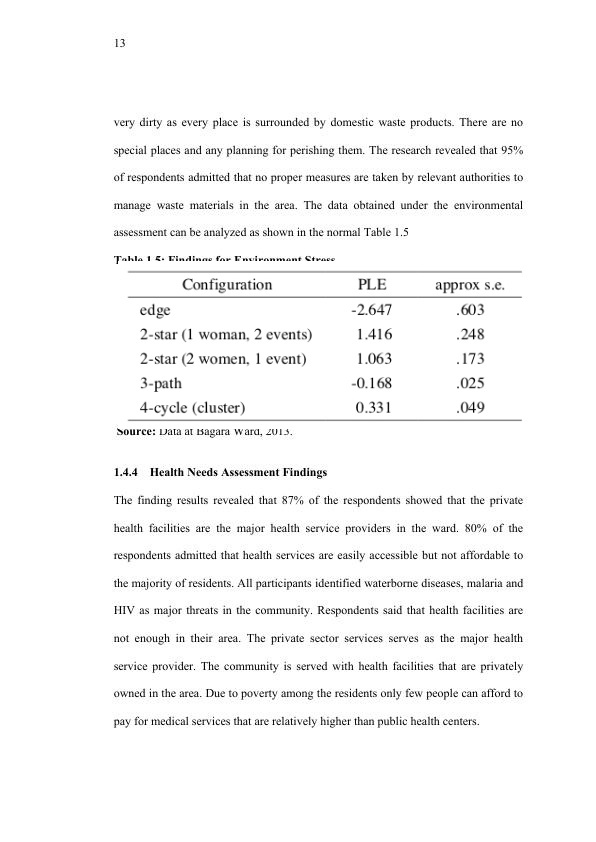 13
very dirty as every place is surrounded by domestic waste products. There are no
special places and any planning for perishing them. The research revealed that 95%
of respondents admitted that no proper measures are taken by relevant authorities to
manage waste materials in the area. The data obtained under the environmental
assessment can be analyzed as shown in the normal Table 1.5
Table 1.5: Findings for Environment Stress
Configuration PLE approx s.e.
edge -2.647 .603
2-star (1 woman, 2 events) 1.416 .248
2-star (2 women, 1 event) 1.063 .173
3-path -0.168 .025
4-cycle (cluster) 0.331 .049
Source: Data at Bagara Ward, 2013.
1.4.4 Health Needs Assessment Findings
The finding results revealed that 87% of the respondents showed that the private
health facilities are the major health service providers in the ward. 80% of the
respondents admitted that health services are easily accessible but not affordable to
the majority of residents. All participants identified waterborne diseases, malaria and
HIV as major threats in the community. Respondents said that health facilities are
not enough in their area. The private sector services serves as the major health
service provider. The community is served with health facilities that are privately
owned in the area. Due to poverty among the residents only few people can afford to
pay for medical services that are relatively higher than public health centers.